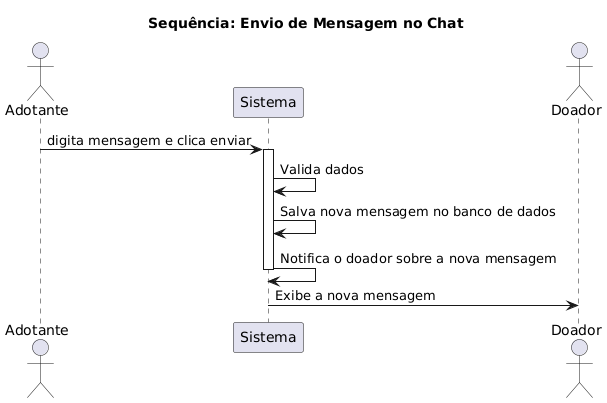 Sequência: Envio de Mensagem no Chat
Adotante
Sistema
Doador
digita mensagem e clica enviar
Valida dados
Salva nova mensagem no banco de dados
Notifica o doador sobre a nova mensagem
Exibe a nova mensagem
Adotante
Sistema
Doador